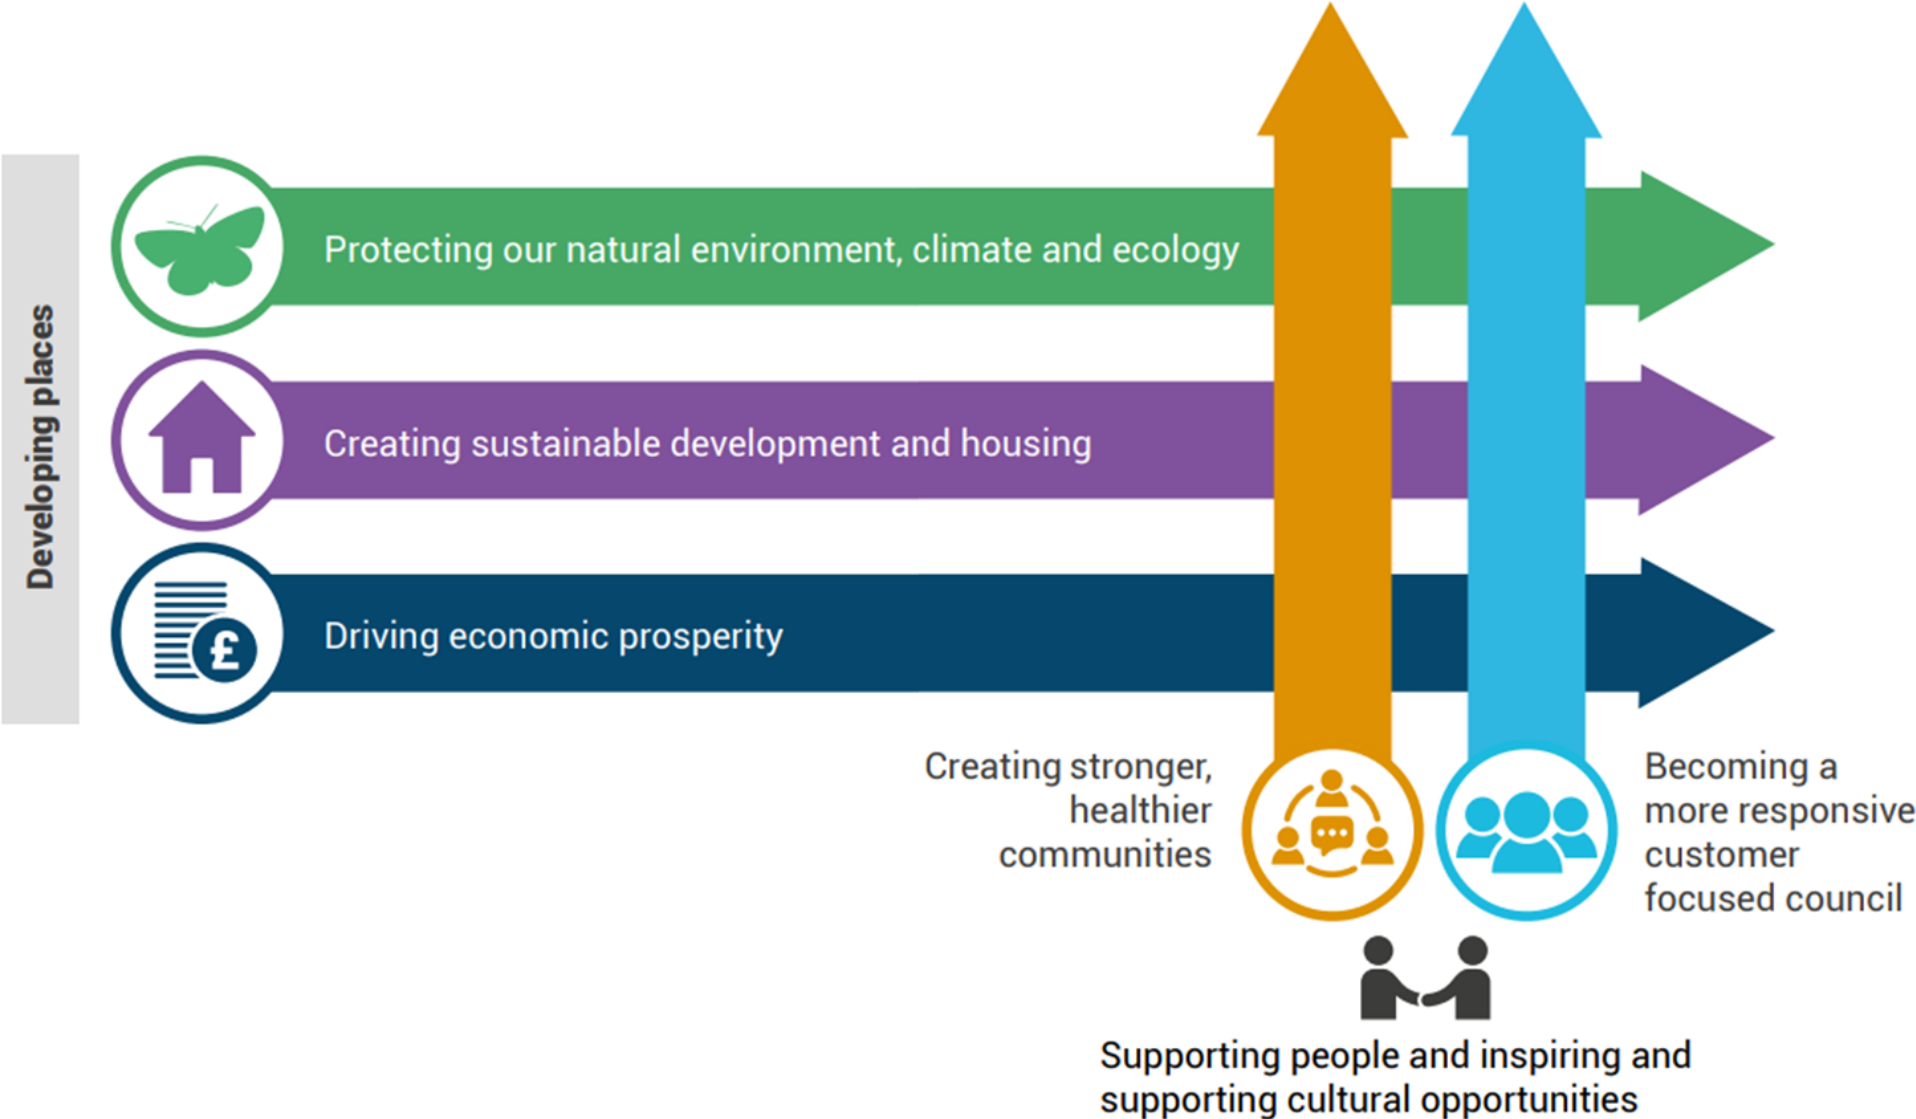 Developing places
Protecting our natural environment, climate and ecology
Creating sustainable development and housing
£
Driving economic prosperity
Creating stronger,
healthier
communities
Becoming a
more responsive
customer
focused council
Supporting people and inspiring and
supporting cultural opportunities